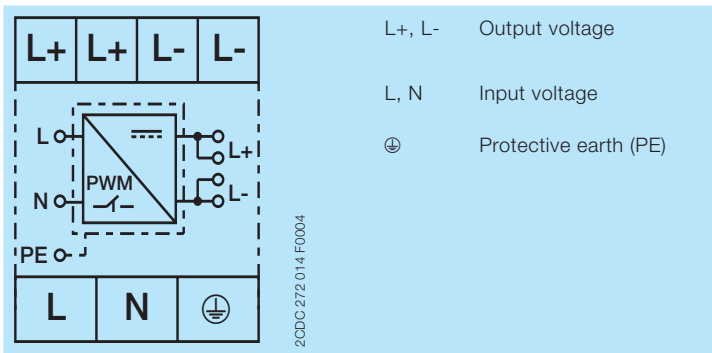 L+ L+ L- L-
L
L+
PWM
N
L-
PE
L N
2CDC 272 014 F0004
L+, L- Output voltage
L, N Input voltage
⏚ Protective earth (PE)